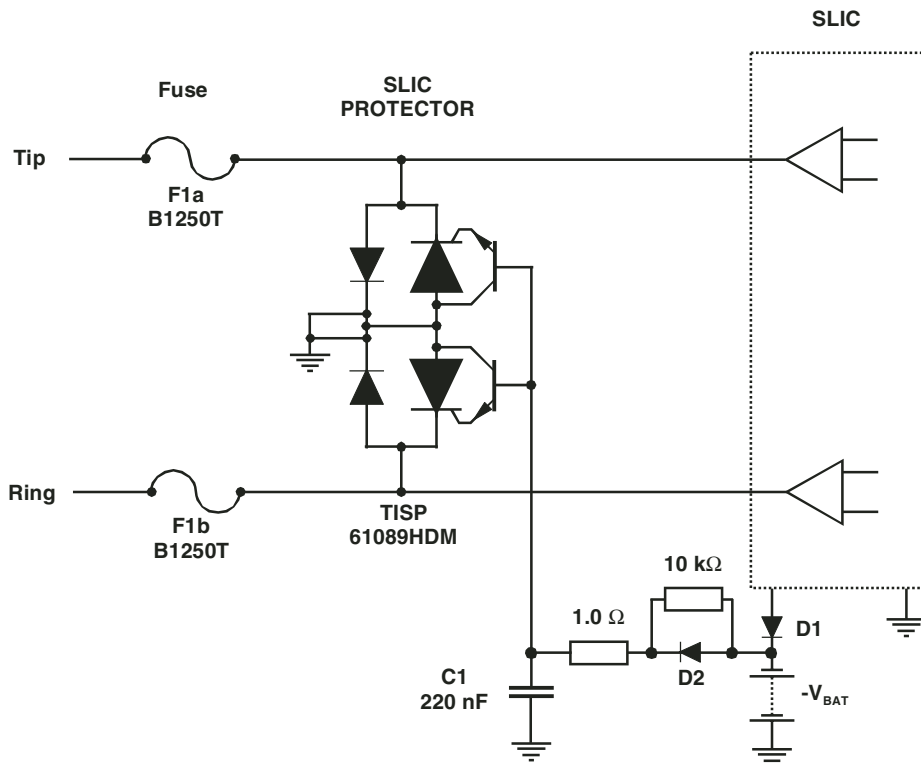 SLIC
Fuse
SLIC
PROTECTOR
Tip
F1a
B1250T
Ring
F1b
B1250T
TISP
61089HDM
10 kΩ
1.0 Ω
D1
D2
C1
220 nF
-VBAT